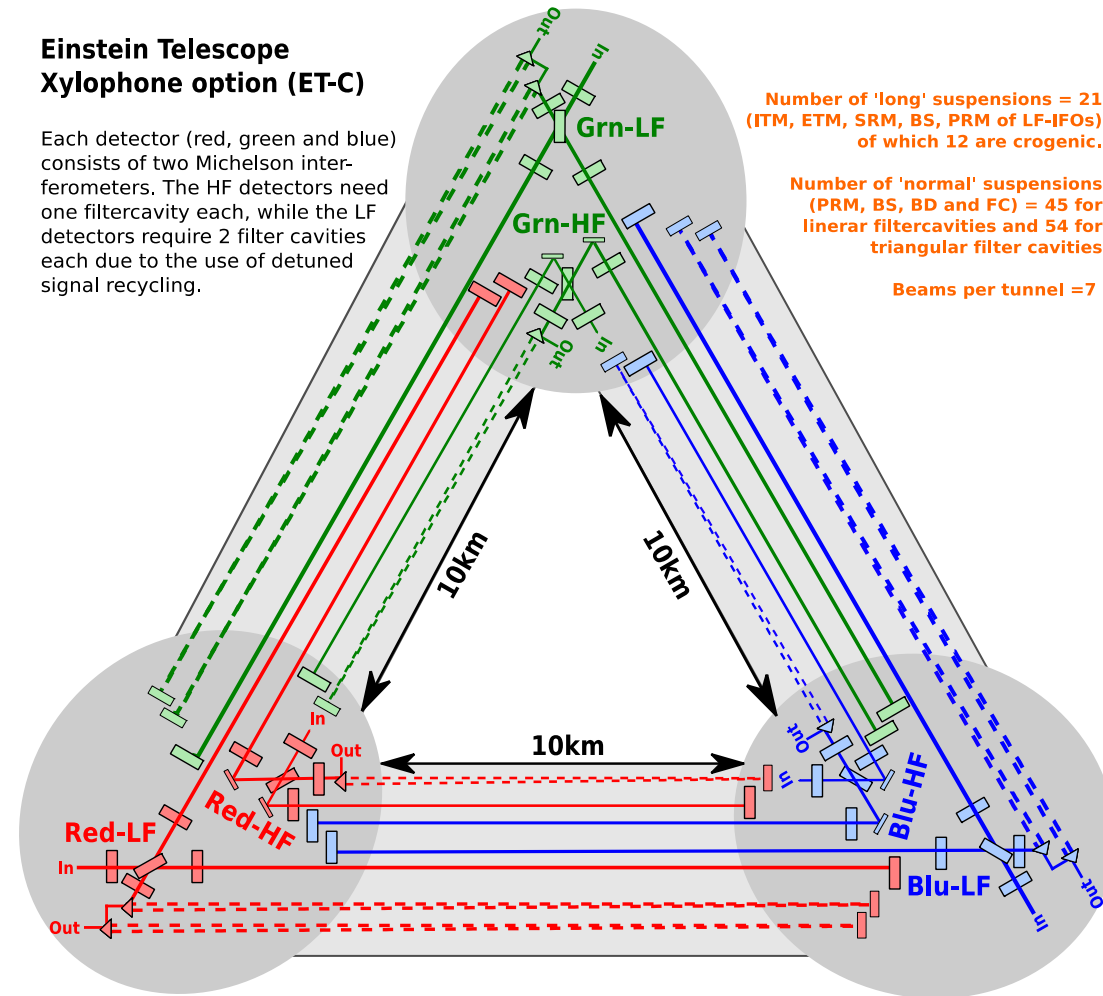 Einstein Telescope
Xylophone option (ET-C)
Each detector (red, green and blue)
consists of two Michelson inter-
ferometers. The HF detectors need
one filtercavity each, while the LF
detectors require 2 filter cavities
each due to the use of detuned
signal recycling.
Number of 'long' suspensions = 21
(ITM, ETM, SRM, BS, PRM of LF-IFOs)
of which 12 are crogenic.
Number of 'normal' suspensions
(PRM, BS, BD and FC) = 45 for
linerar filtercavities and 54 for
triangular filter cavities
Beams per tunnel =7
Out
In
Grn-LF
Grn-HF
Out
In
10km
10km
10km
In
Out
Red-HF
Red-LF
In
Out
Out
In
Blu-HF
Blu-LF
In
Out